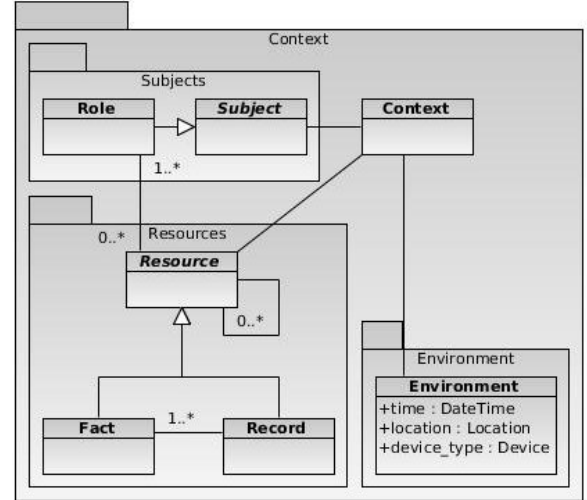 Context
Subjects
Role
Subject
Context
1..*
0..*
Resources
Resource
0..*
Environment
Environment
+time : DateTime
+location : Location
+device_type : Device
Fact
1..*
Record